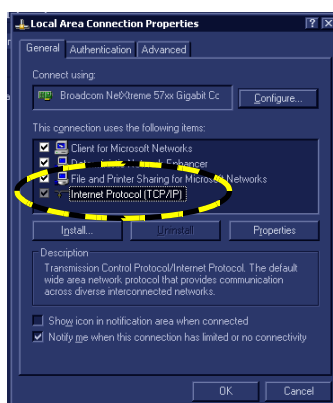 Local Area Connection Properties
General Authentication Advanced
Connect using:
Broadcom NetXtreme 57xx Gigabit Cc
Configure...
This connection uses the following items:
Client for Microsoft Networks
Network Enhancer
File and Printer Sharing for Microsoft Networks
Internet Protocol (TCP/IP)
Install... Uninstall Properties
Description
Transmission Control Protocol/Internet Protocol. The default
wide area network protocol that provides communication
across diverse interconnected networks.
Show icon in notification area when connected
Notify me when this connection has limited or no connectivity
OK Cancel